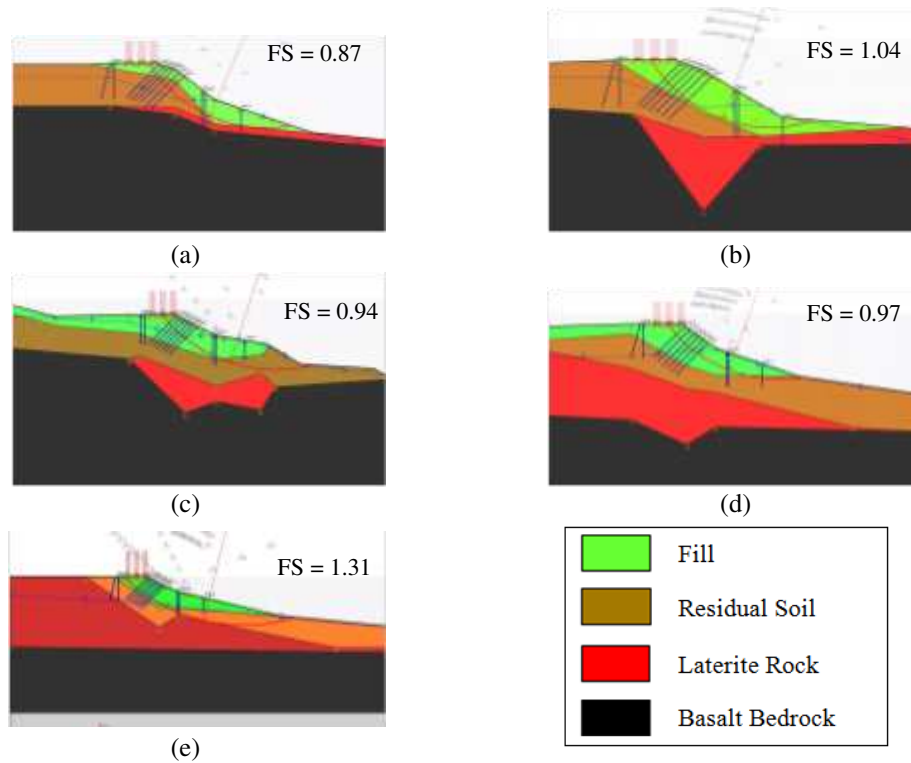 FS = 0.87
FS = 1.04
(a)
(b)
FS = 0.94
FS = 0.97
(c)
(d)
FS = 1.31
Fill
Residual Soil
Laterite Rock
Basalt Bedrock
(e)